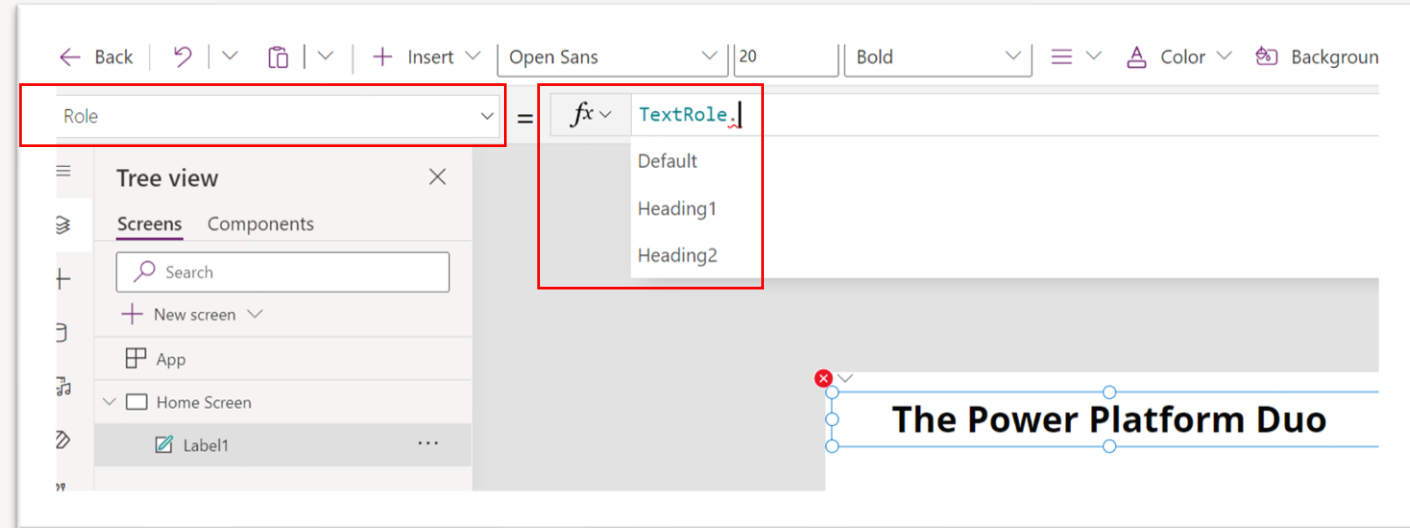 Back Insert Open Sans 20 Bold Color Backgroun
Role = fx TextRole.
Default
Heading1
Heading2
Tree view
Screens Components
Search
New screen
App
Home Screen
Label1 ...
The Power Platform Duo